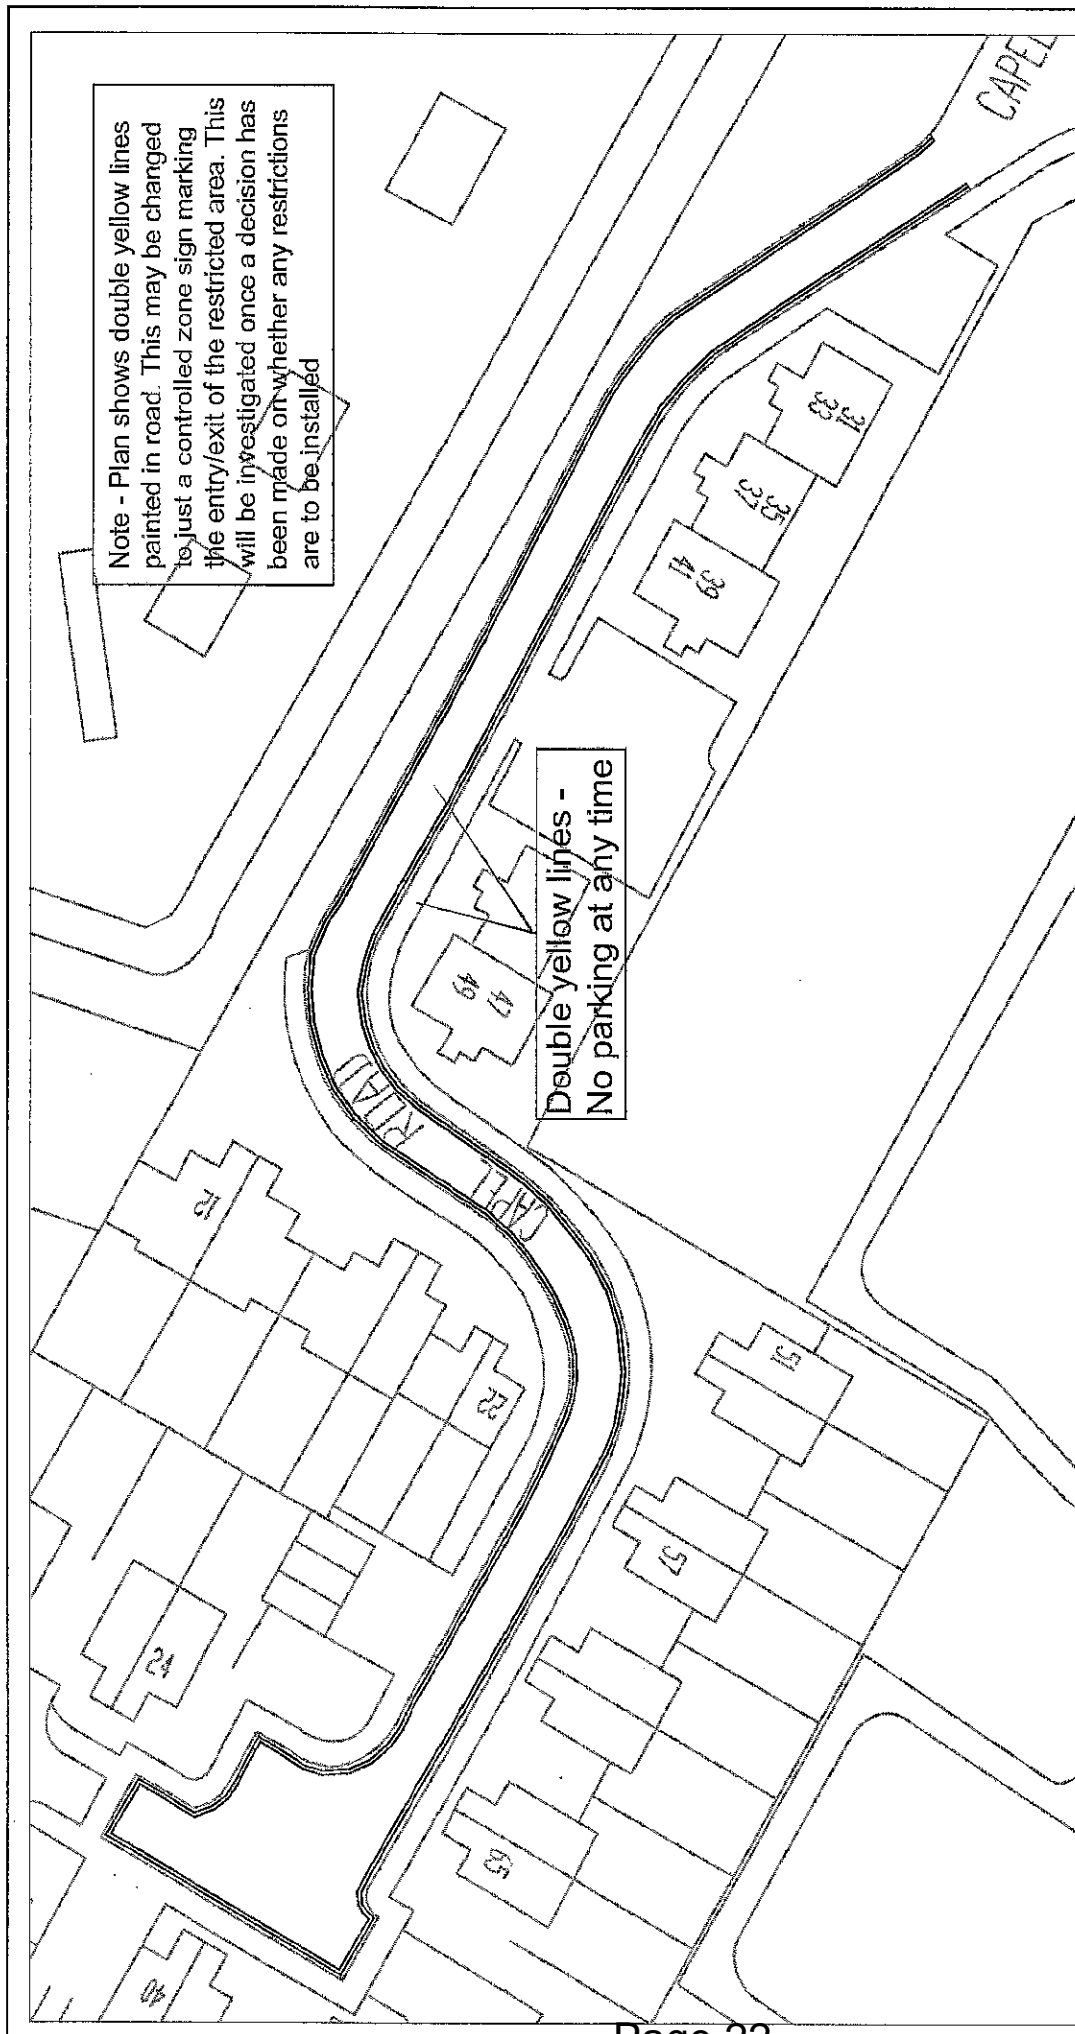 Note - Plan shows double yellow lines
painted in road. This may be changed
to just a controlled zone sign marking
the entry/exit of the restricted area. This
will be investigated once a decision has
been made on whether any restrictions
are to be installed
CAPEL
31
33
35
37
39
41
Double yellow lines -
No parking at any time
47
49
CAPEL ROAD
12
22
51
57
24
65
40
Page 22